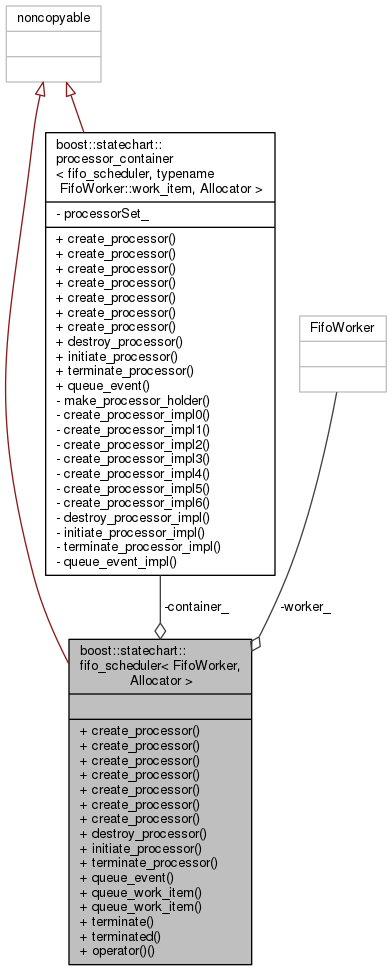 noncopyable
boost::statechart::
processor_container
< fifo_scheduler, typename
FifoWorker::work_item, Allocator >
- processorSet_
+ create_processor()
+ create_processor()
+ create_processor()
+ create_processor()
+ create_processor()
+ create_processor()
+ create_processor()
+ destroy_processor()
+ initiate_processor()
+ terminate_processor()
+ queue_event()
- make_processor_holder()
- create_processor_impl0()
- create_processor_impl1()
- create_processor_impl2()
- create_processor_impl3()
- create_processor_impl4()
- create_processor_impl5()
- create_processor_impl6()
- destroy_processor_impl()
- initiate_processor_impl()
- terminate_processor_impl()
- queue_event_impl()
FifoWorker
-container_
-worker_
boost::statechart::
fifo_scheduler< FifoWorker,
Allocator >
+ create_processor()
+ create_processor()
+ create_processor()
+ create_processor()
+ create_processor()
+ create_processor()
+ create_processor()
+ destroy_processor()
+ initiate_processor()
+ terminate_processor()
+ queue_event()
+ queue_work_item()
+ queue_work_item()
+ terminate()
+ terminated()
+ operator()()